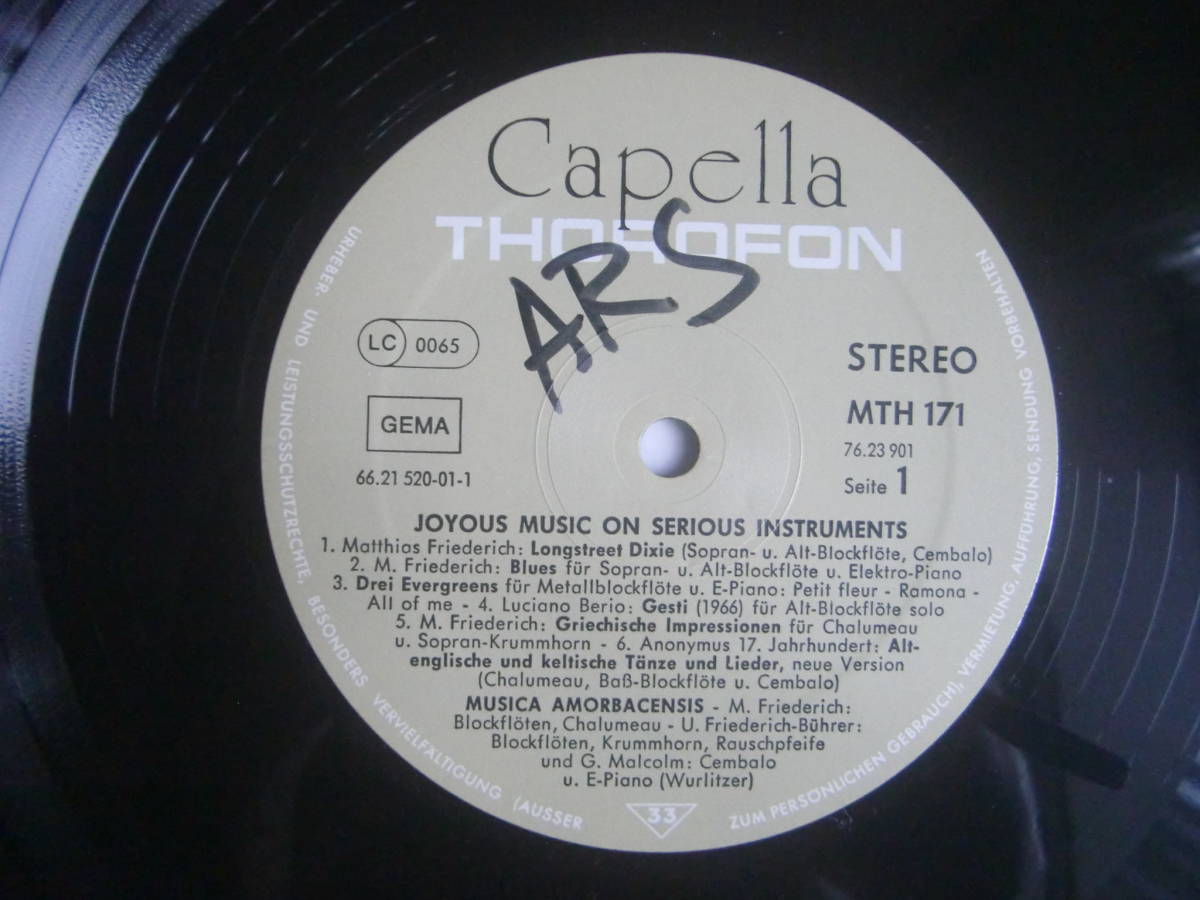 Capella
THOROFON
ARS
LC 0065
GEMA
66.21 520-01-1
STEREO
MTH 171
76.23 901
Seite 1
JOYOUS MUSIC ON SERIOUS INSTRUMENTS
1. Matthias Friederich: Longstreet Dixie (Sopran- u. Alt-Blockflöte, Cembalo)
2. M. Friederich: Blues für Sopran- u. Alt-Blockflöte u. Elektro-Piano
3. Drei Evergreens für Metallblockflöte u. E-Piano: Petit fleur - Ramona -
All of me - 4. Luciano Berio: Gesti (1966) für Alt-Blockflöte solo
5. M. Friederich: Griechische Impressionen für Chalumeau
u. Sopran-Krummhorn - 6. Anonymus 17. Jahrhundert: Alt-
englische und keltische Tänze und Lieder, neue Version
(Chalumeau, Baß-Blockflöte u. Cembalo)
MUSICA AMORBACENSIS - M. Friederich:
Blockflöten, Chalumeau - U. Friederich-Bührer:
Blockflöten, Krummhorn, Rauschpfeife
und G. Malcolm: Cembalo
u. E-Piano (Wurlitzer)
33
URHEBER- UND LEISTUNGSSCHUTZRECHTE, BESONDERS VERVIELFÄLTIGUNG (AUSSER ZUM PERSÖNLICHEN GEBRAUCH), VERMIETUNG, AUFFÜHRUNG, SENDUNG VORBEHALTEN